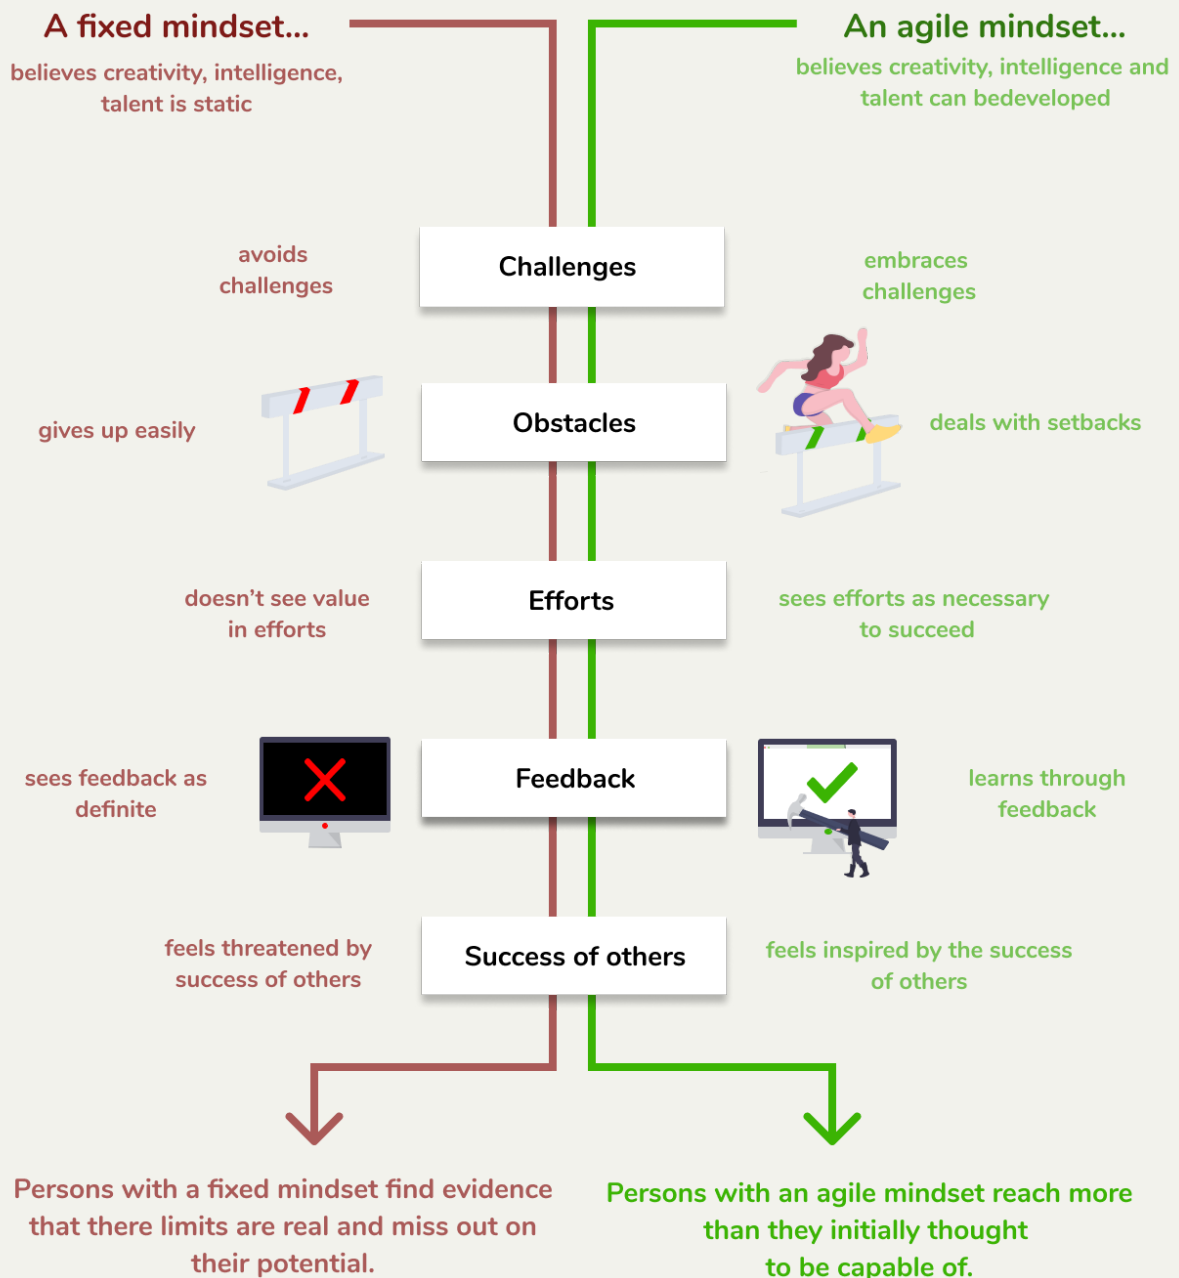 A fixed mindset...
believes creativity, intelligence,
talent is static
An agile mindset...
believes creativity, intelligence and
talent can bedeveloped
avoids
challenges
Challenges
embraces
challenges
gives up easily
Obstacles
deals with setbacks
doesn't see value
in efforts
Efforts
sees efforts as necessary
to succeed
sees feedback as
definite
Feedback
learns through
feedback
feels threatened by
success of others
Success of others
feels inspired by the success
of others
Persons with a fixed mindset find evidence
that there limits are real and miss out on
their potential.
Persons with an agile mindset reach more
than they initially thought
to be capable of.